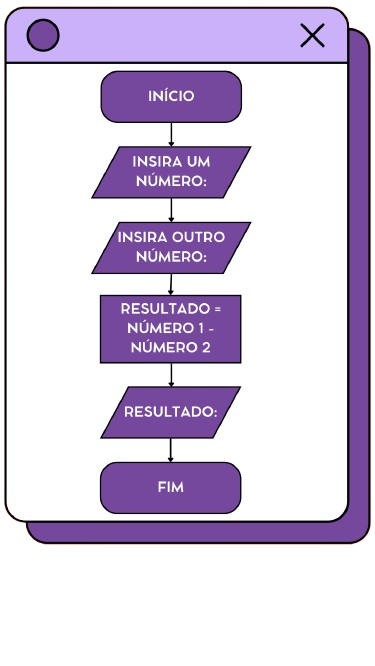 INÍCIO
INSIRA UM
NÚMERO:
INSIRA OUTRO
NÚMERO:
RESULTADO =
NÚMERO 1 -
NÚMERO 2
RESULTADO:
FIM